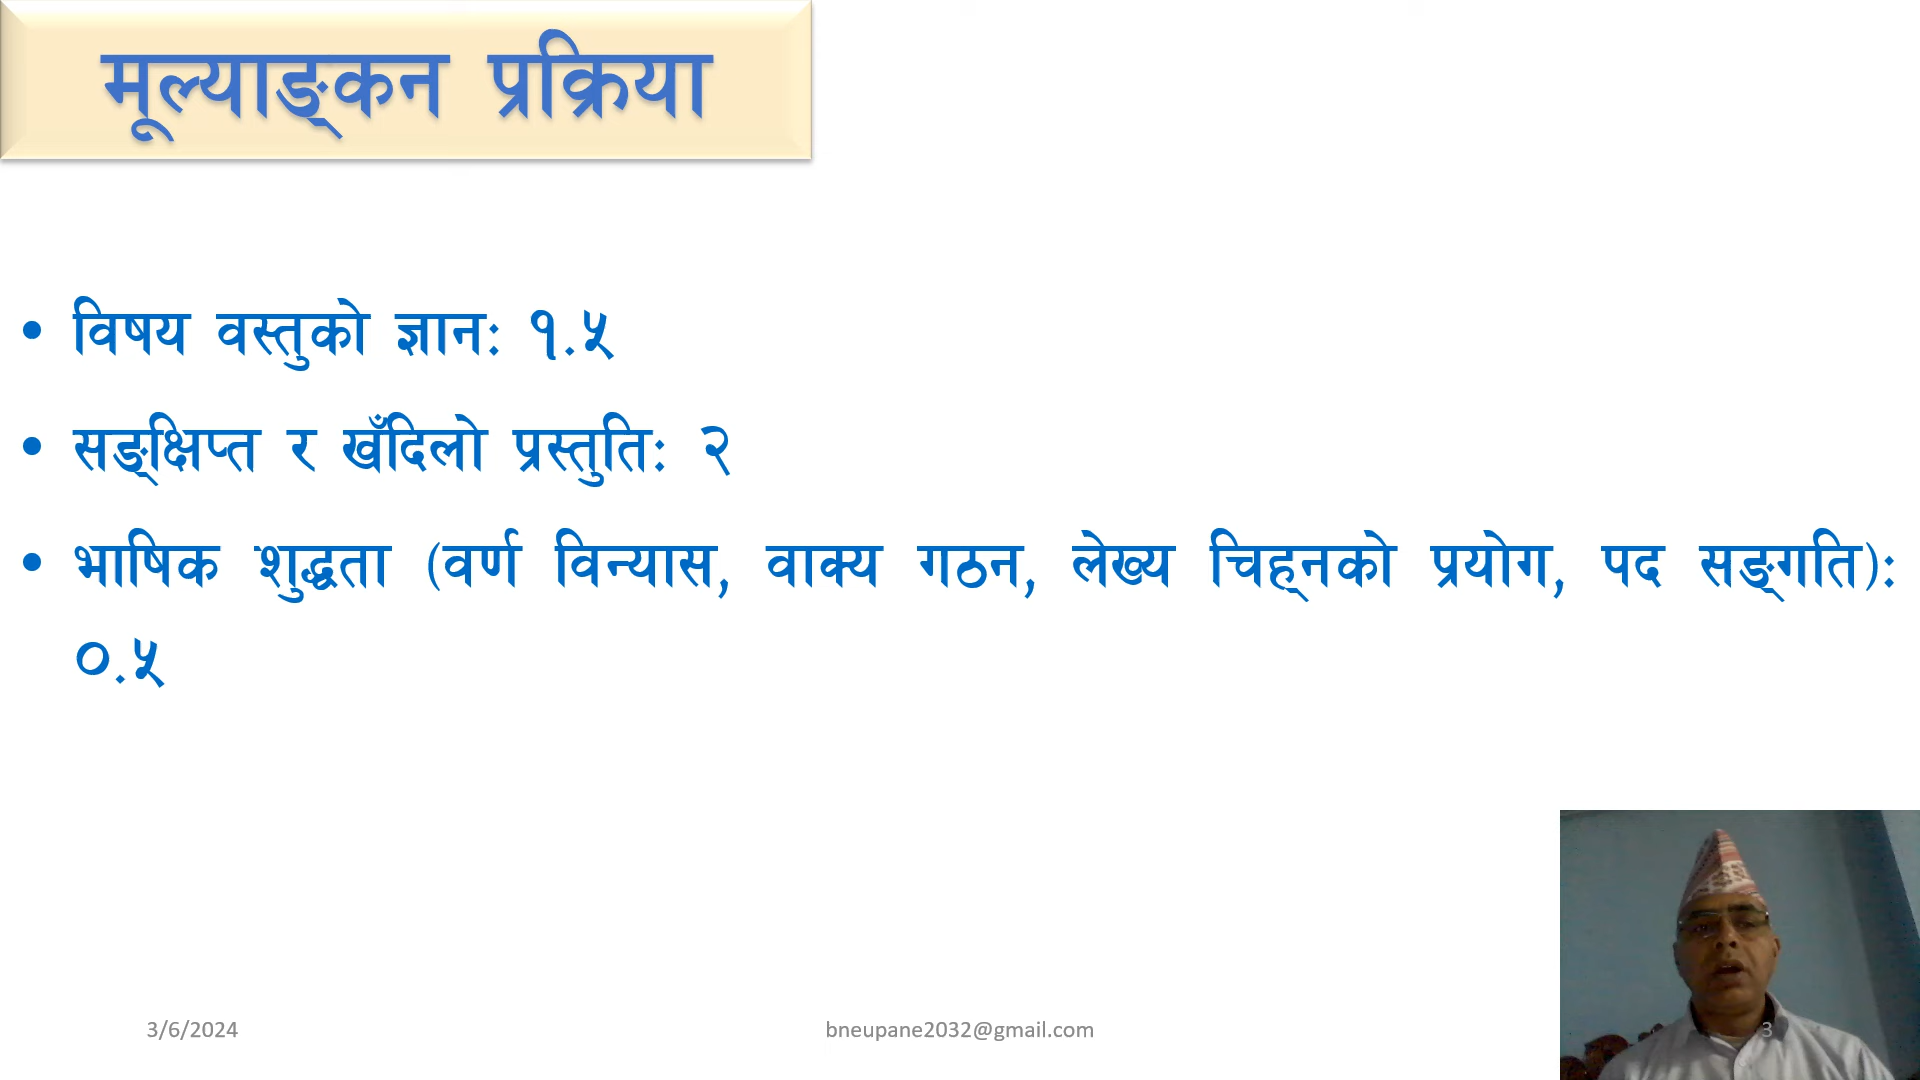 मूल्याङ्कन प्रक्रिया
• विषय वस्तुको ज्ञानः १.५
• सङ्क्षिप्त र खँदिलो प्रस्तुतिः २
• भाषिक शुद्धता (वर्ण विन्यास, वाक्य गठन, लेख्य चिह्नको प्रयोग, पद सङ्गति)ः
०.५
3/6/2024
bneupane2032@gmail.com
3